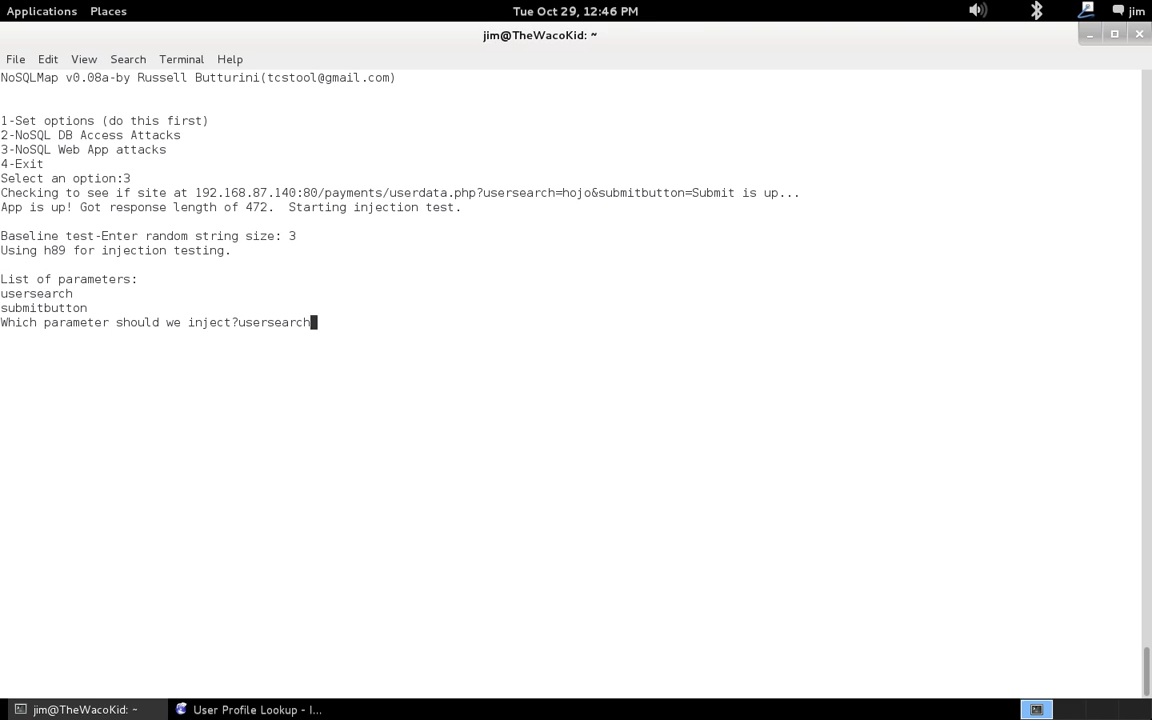 Applications Places Tue Oct 29, 12:46 PM jim
jim@TheWacoKid: ~
File Edit View Search Terminal Help
NoSQLMap v0.08a-by Russell Butturini(tcstool@gmail.com)
1-Set options (do this first)
2-NoSQL DB Access Attacks
3-NoSQL Web App attacks
4-Exit
Select an option:3
Checking to see if site at 192.168.87.140:80/payments/userdata.php?usersearch=hojo&submitbutton=Submit is up...
App is up! Got response length of 472.  Starting injection test.
Baseline test-Enter random string size: 3
Using h89 for injection testing.
List of parameters:
usersearch
submitbutton
Which parameter should we inject?usersearch
jim@TheWacoKid: ~ User Profile Lookup - I...